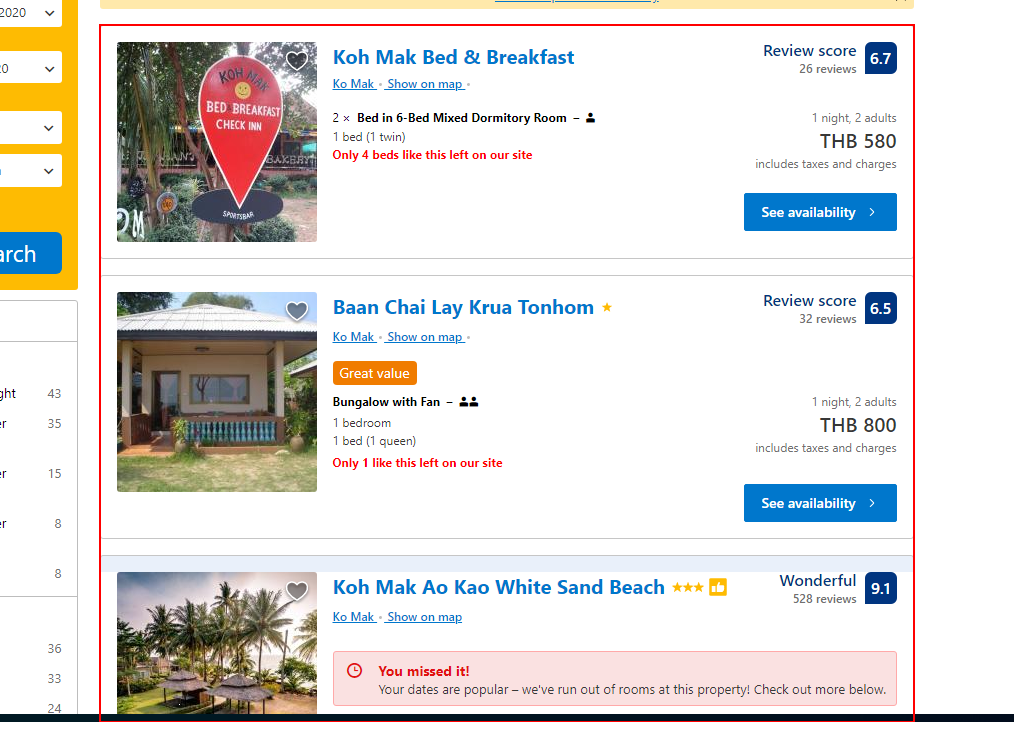 2020
0
arch
ght 43
er 35
er 15
er 8
8
36
33
24
KOH MAK
BED & BREAKFAST
CHECK INN
BAKERY
SPORTSBAR
Koh Mak Bed & Breakfast
Ko Mak • Show on map •
2 × Bed in 6-Bed Mixed Dormitory Room –
1 bed (1 twin)
Only 4 beds like this left on our site
Review score 6.7
26 reviews
1 night, 2 adults
THB 580
includes taxes and charges
See availability
Baan Chai Lay Krua Tonhom
Ko Mak • Show on map •
Great value
Bungalow with Fan –
1 bedroom
1 bed (1 queen)
Only 1 like this left on our site
Review score 6.5
32 reviews
1 night, 2 adults
THB 800
includes taxes and charges
See availability
Koh Mak Ao Kao White Sand Beach
Ko Mak • Show on map
Wonderful 9.1
528 reviews
You missed it!
Your dates are popular – we've run out of rooms at this property! Check out more below.